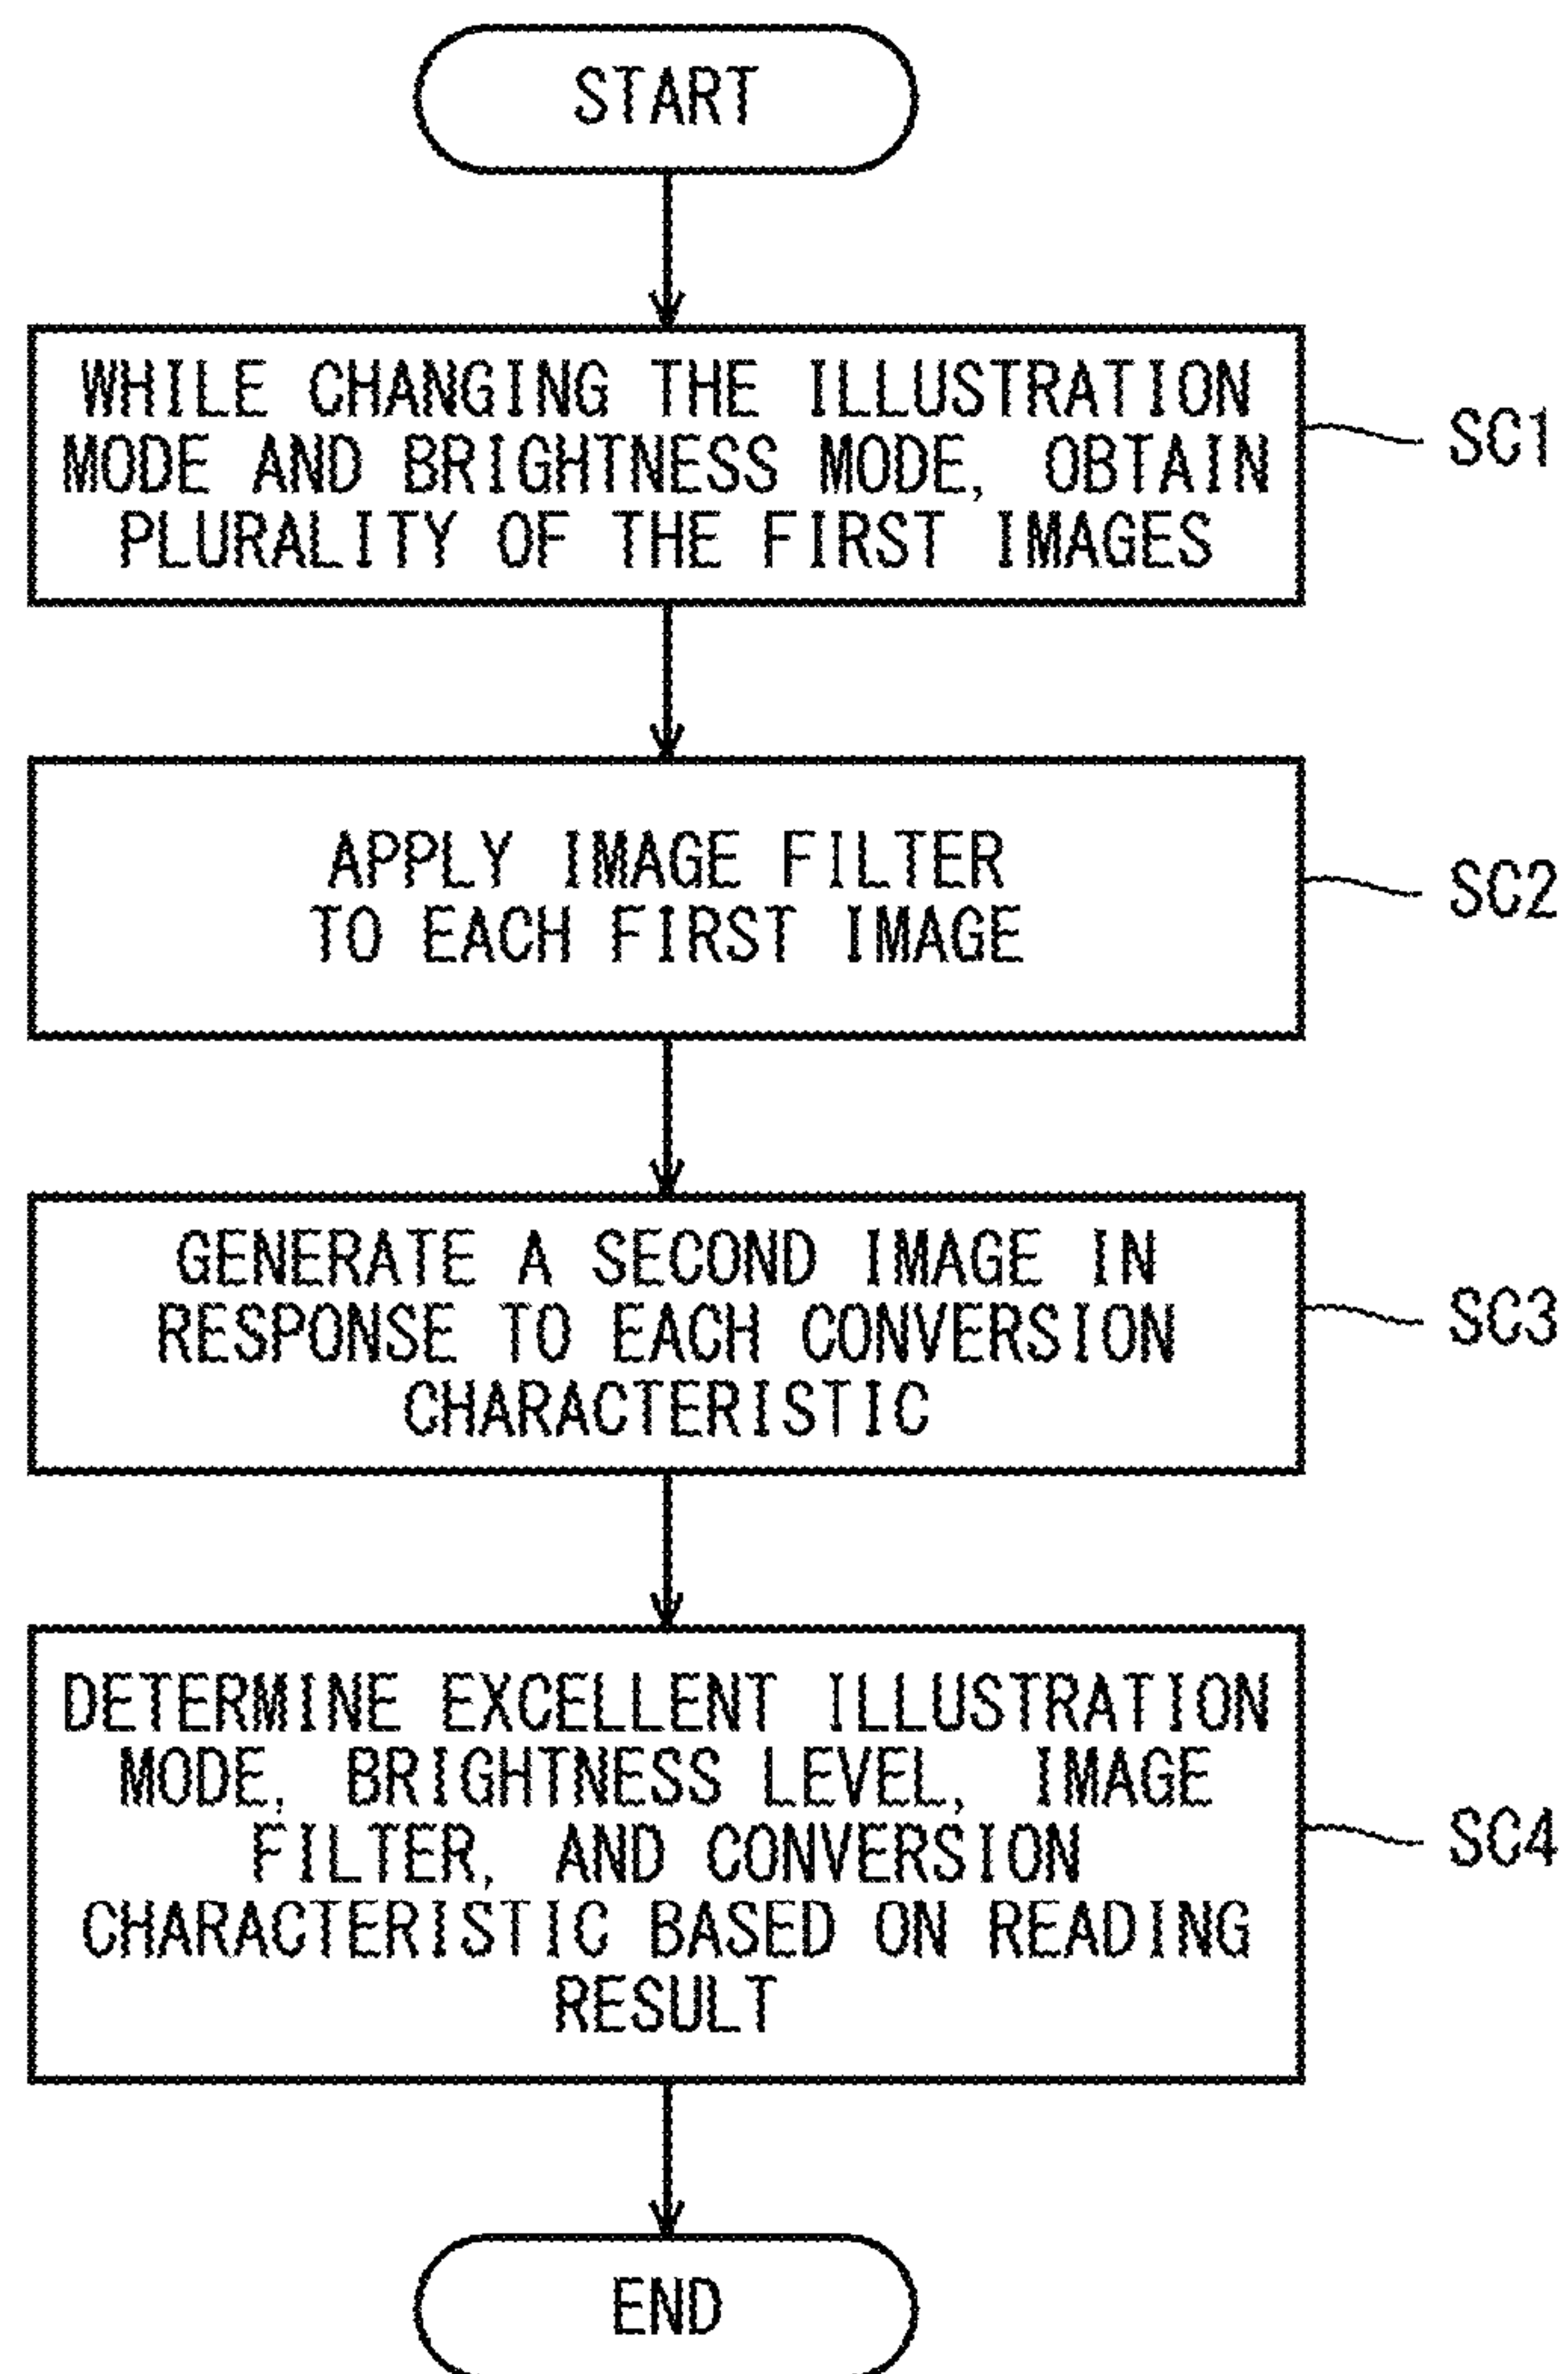 START
WHILE CHANGING THE ILLUSTRATION
MODE AND BRIGHTNESS MODE, OBTAIN
PLURALITY OF THE FIRST IMAGES
SC1
APPLY IMAGE FILTER
TO EACH FIRST IMAGE
SC2
GENERATE A SECOND IMAGE IN
RESPONSE TO EACH CONVERSION
CHARACTERISTIC
SC3
DETERMINE EXCELLENT ILLUSTRATION
MODE, BRIGHTNESS LEVEL, IMAGE
FILTER, AND CONVERSION
CHARACTERISTIC BASED ON READING
RESULT
SC4
END